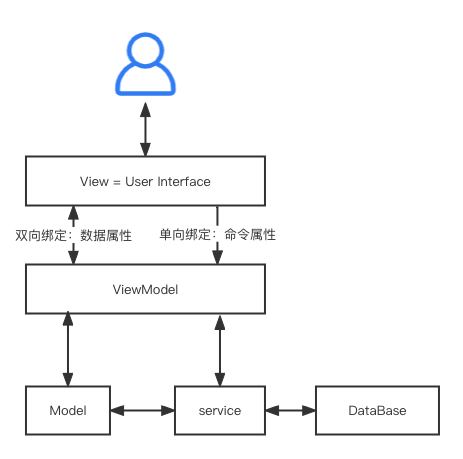 View = User Interface
双向绑定：数据属性
单向绑定：命令属性
ViewModel
Model
service
DataBase